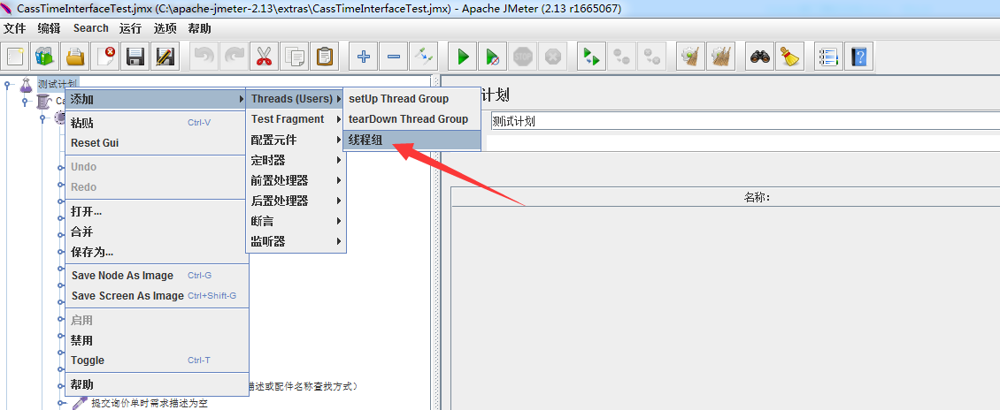 CassTimeInterfaceTest.jmx (C:\apache-jmeter-2.13\extras\CassTimeInterfaceTest.jmx) - Apache JMeter (2.13 r1665067)
文件 编辑 Search 运行 选项 帮助
STOP
测试计划
Ca
添加
粘贴 Ctrl-V
Reset Gui
Undo
Redo
打开...
合并
保存为...
Save Node As Image Ctrl-G
Save Screen As Image Ctrl+Shift-G
启用
禁用
Toggle Ctrl-T
帮助
Threads (Users)
Test Fragment
配置元件
定时器
前置处理器
后置处理器
断言
监听器
setUp Thread Group
tearDown Thread Group
线程组
计划
测试计划
名称:
描述或配件名称查找方式)
提交询价单时需求描述为空